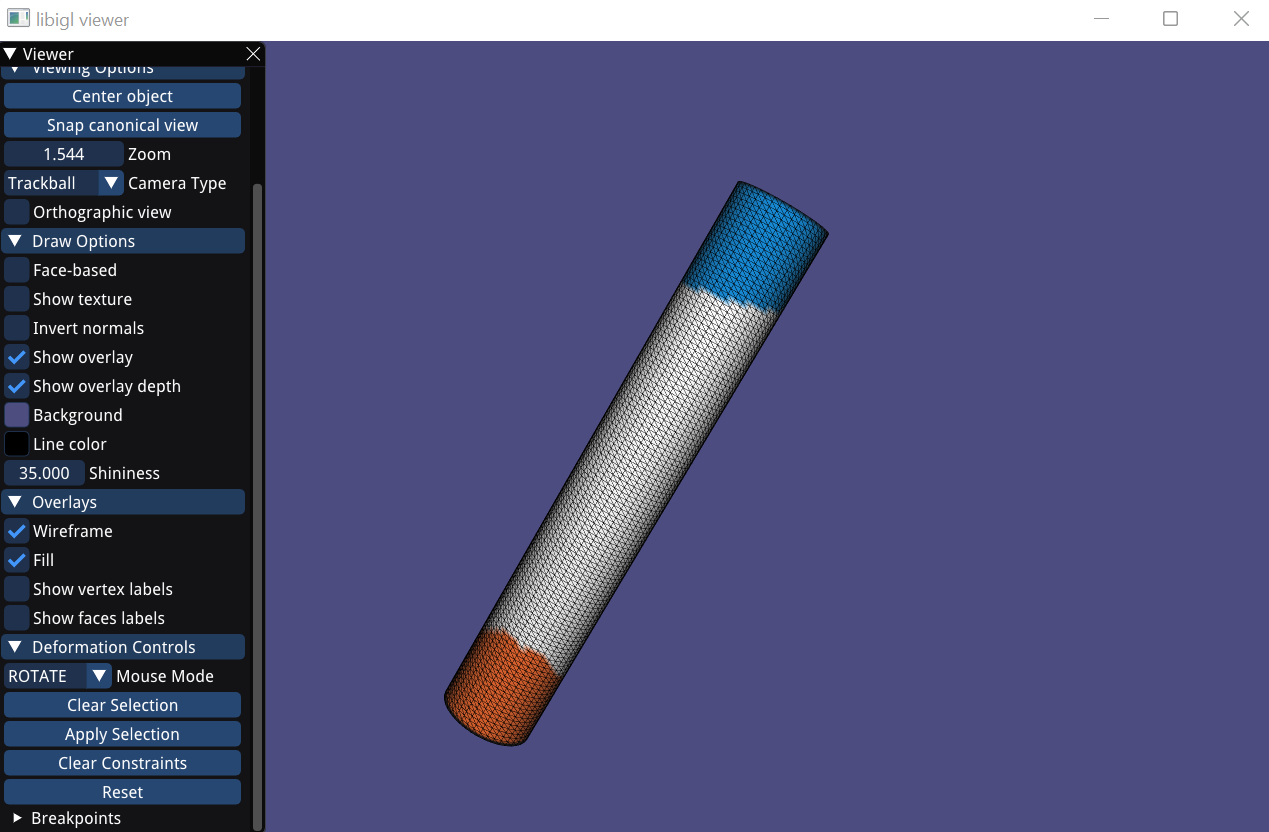 libigl viewer
Viewer
Viewing Options
Center object
Snap canonical view
1.544 Zoom
Trackball Camera Type
Orthographic view
Draw Options
Face-based
Show texture
Invert normals
Show overlay
Show overlay depth
Background
Line color
35.000 Shininess
Overlays
Wireframe
Fill
Show vertex labels
Show faces labels
Deformation Controls
ROTATE Mouse Mode
Clear Selection
Apply Selection
Clear Constraints
Reset
Breakpoints